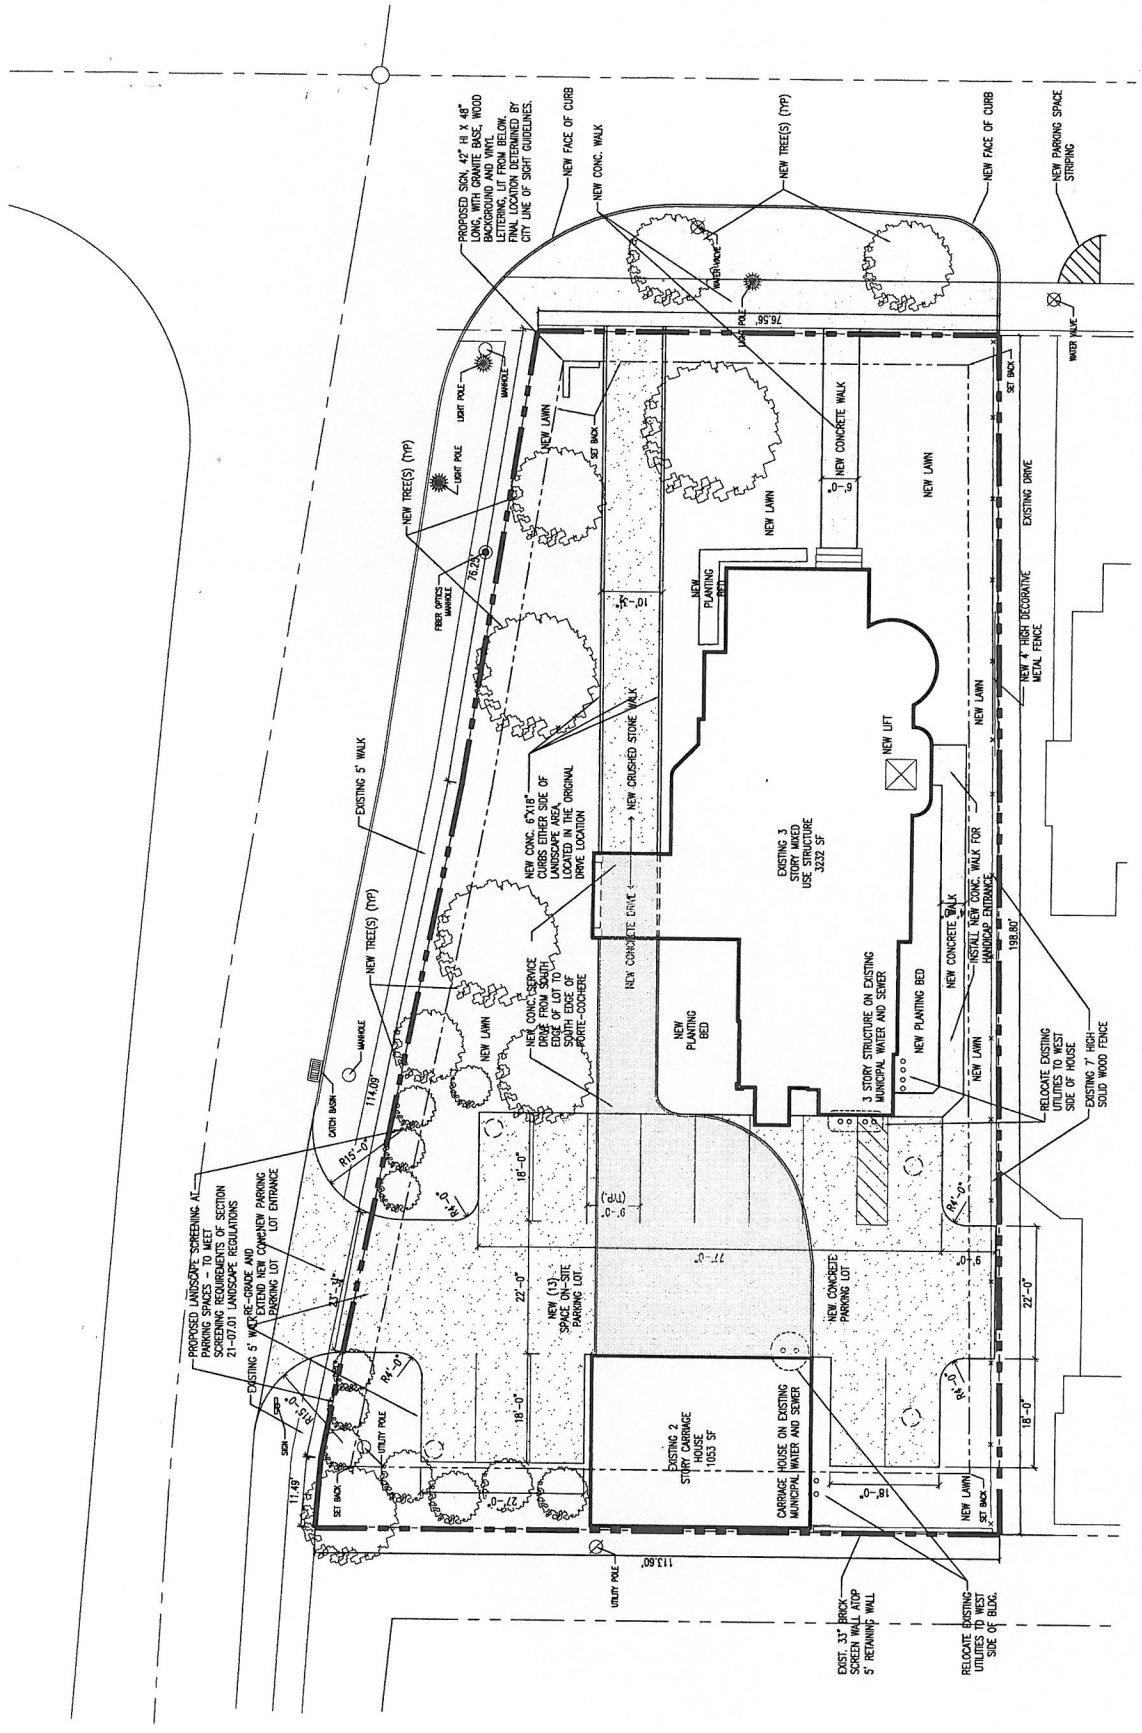 PROPOSED LANDSCAPE SCREENING AT
PARKING SPACES - TO MEET
SCREENING REQUIREMENTS OF SECTION
21-07.01 LANDSCAPE REGULATIONS
EXISTING 5' WALK
RE-GRADE AND
EXTEND NEW CONC.
PARKING LOT
NEW PARKING
LOT ENTRANCE
SIGN
11.49'
R15'-0"
R4'-0"
UTILITY POLE
SET BACK
27'-0"
18'-0"
23'-3½"
22'-0"
NEW (13)
SPACE ON-SITE
PARKING LOT
R15'-0"
R4'-0"
18'-0"
9'-0"
(TYP.)
77'-0"
114.09'
CATCH BASIN
MANHOLE
NEW TREE(S) (TYP)
EXISTING 5' WALK
NEW LAWN
NEW CONC. SERVICE
DRIVE FROM SOUTH
EDGE OF LOT TO
SOUTH EDGE OF
PORTE-COCHERE
NEW CONC. 6"X18"
CURBS EITHER SIDE OF
LANDSCAPE AREA,
LOCATED IN THE ORIGINAL
DRIVE LOCATION
NEW CONCRETE DRIVE
NEW CRUSHED STONE WALK
10'-3½"
FIBER OPTICS
MANHOLE
76.25'
NEW TREE(S) (TYP)
LIGHT POLE
LIGHT POLE
MANHOLE
NEW LAWN
SET BACK
PROPOSED SIGN, 42" HI X 48"
LONG, WITH GRANITE BASE, WOOD
BACKGROUND AND VINYL
LETTERING, LIT FROM BELOW.
FINAL LOCATION DETERMINED BY
CITY LINE OF SIGHT GUIDELINES.
NEW FACE OF CURB
NEW CONC. WALK
WATER VALVE
LIGHT POLE
NEW TREE(S) (TYP)
76.56'
NEW FACE OF CURB
NEW PARKING SPACE
STRIPING
WATER VALVE
SET BACK
NEW LAWN
NEW PLANTING
BED
NEW CONCRETE WALK
6'-0"
NEW LAWN
NEW
PLANTING
BED
EXISTING 3
STORY MIXED
USE STRUCTURE
3232 SF
NEW LIFT
3 STORY STRUCTURE ON EXISTING
MUNICIPAL WATER AND SEWER
NEW PLANTING BED
NEW CONCRETE WALK
INSTALL NEW CONC. WALK FOR
HANDICAP ENTRANCE
NEW LAWN
NEW LAWN
EXISTING DRIVE
NEW 4' HIGH DECORATIVE
METAL FENCE
198.80'
EXISTING 7' HIGH
SOLID WOOD FENCE
RELOCATE EXISTING
UTILITIES TO WEST
SIDE OF HOUSE
NEW CONCRETE
PARKING LOT
R4'-0"
9'-0"
22'-0"
R4'-0"
18'-0"
EXISTING 2
STORY CARRIAGE
HOUSE
1053 SF
CARRIAGE HOUSE ON EXISTING
MUNICIPAL WATER AND SEWER
18'-0"
NEW LAWN
SET BACK
113.60'
UTILITY POLE
EXIST. 33" BRICK
SCREEN WALL ATOP
5' RETAINING WALL
RELOCATE EXISTING
UTILITIES TO WEST
SIDE OF BLDG.